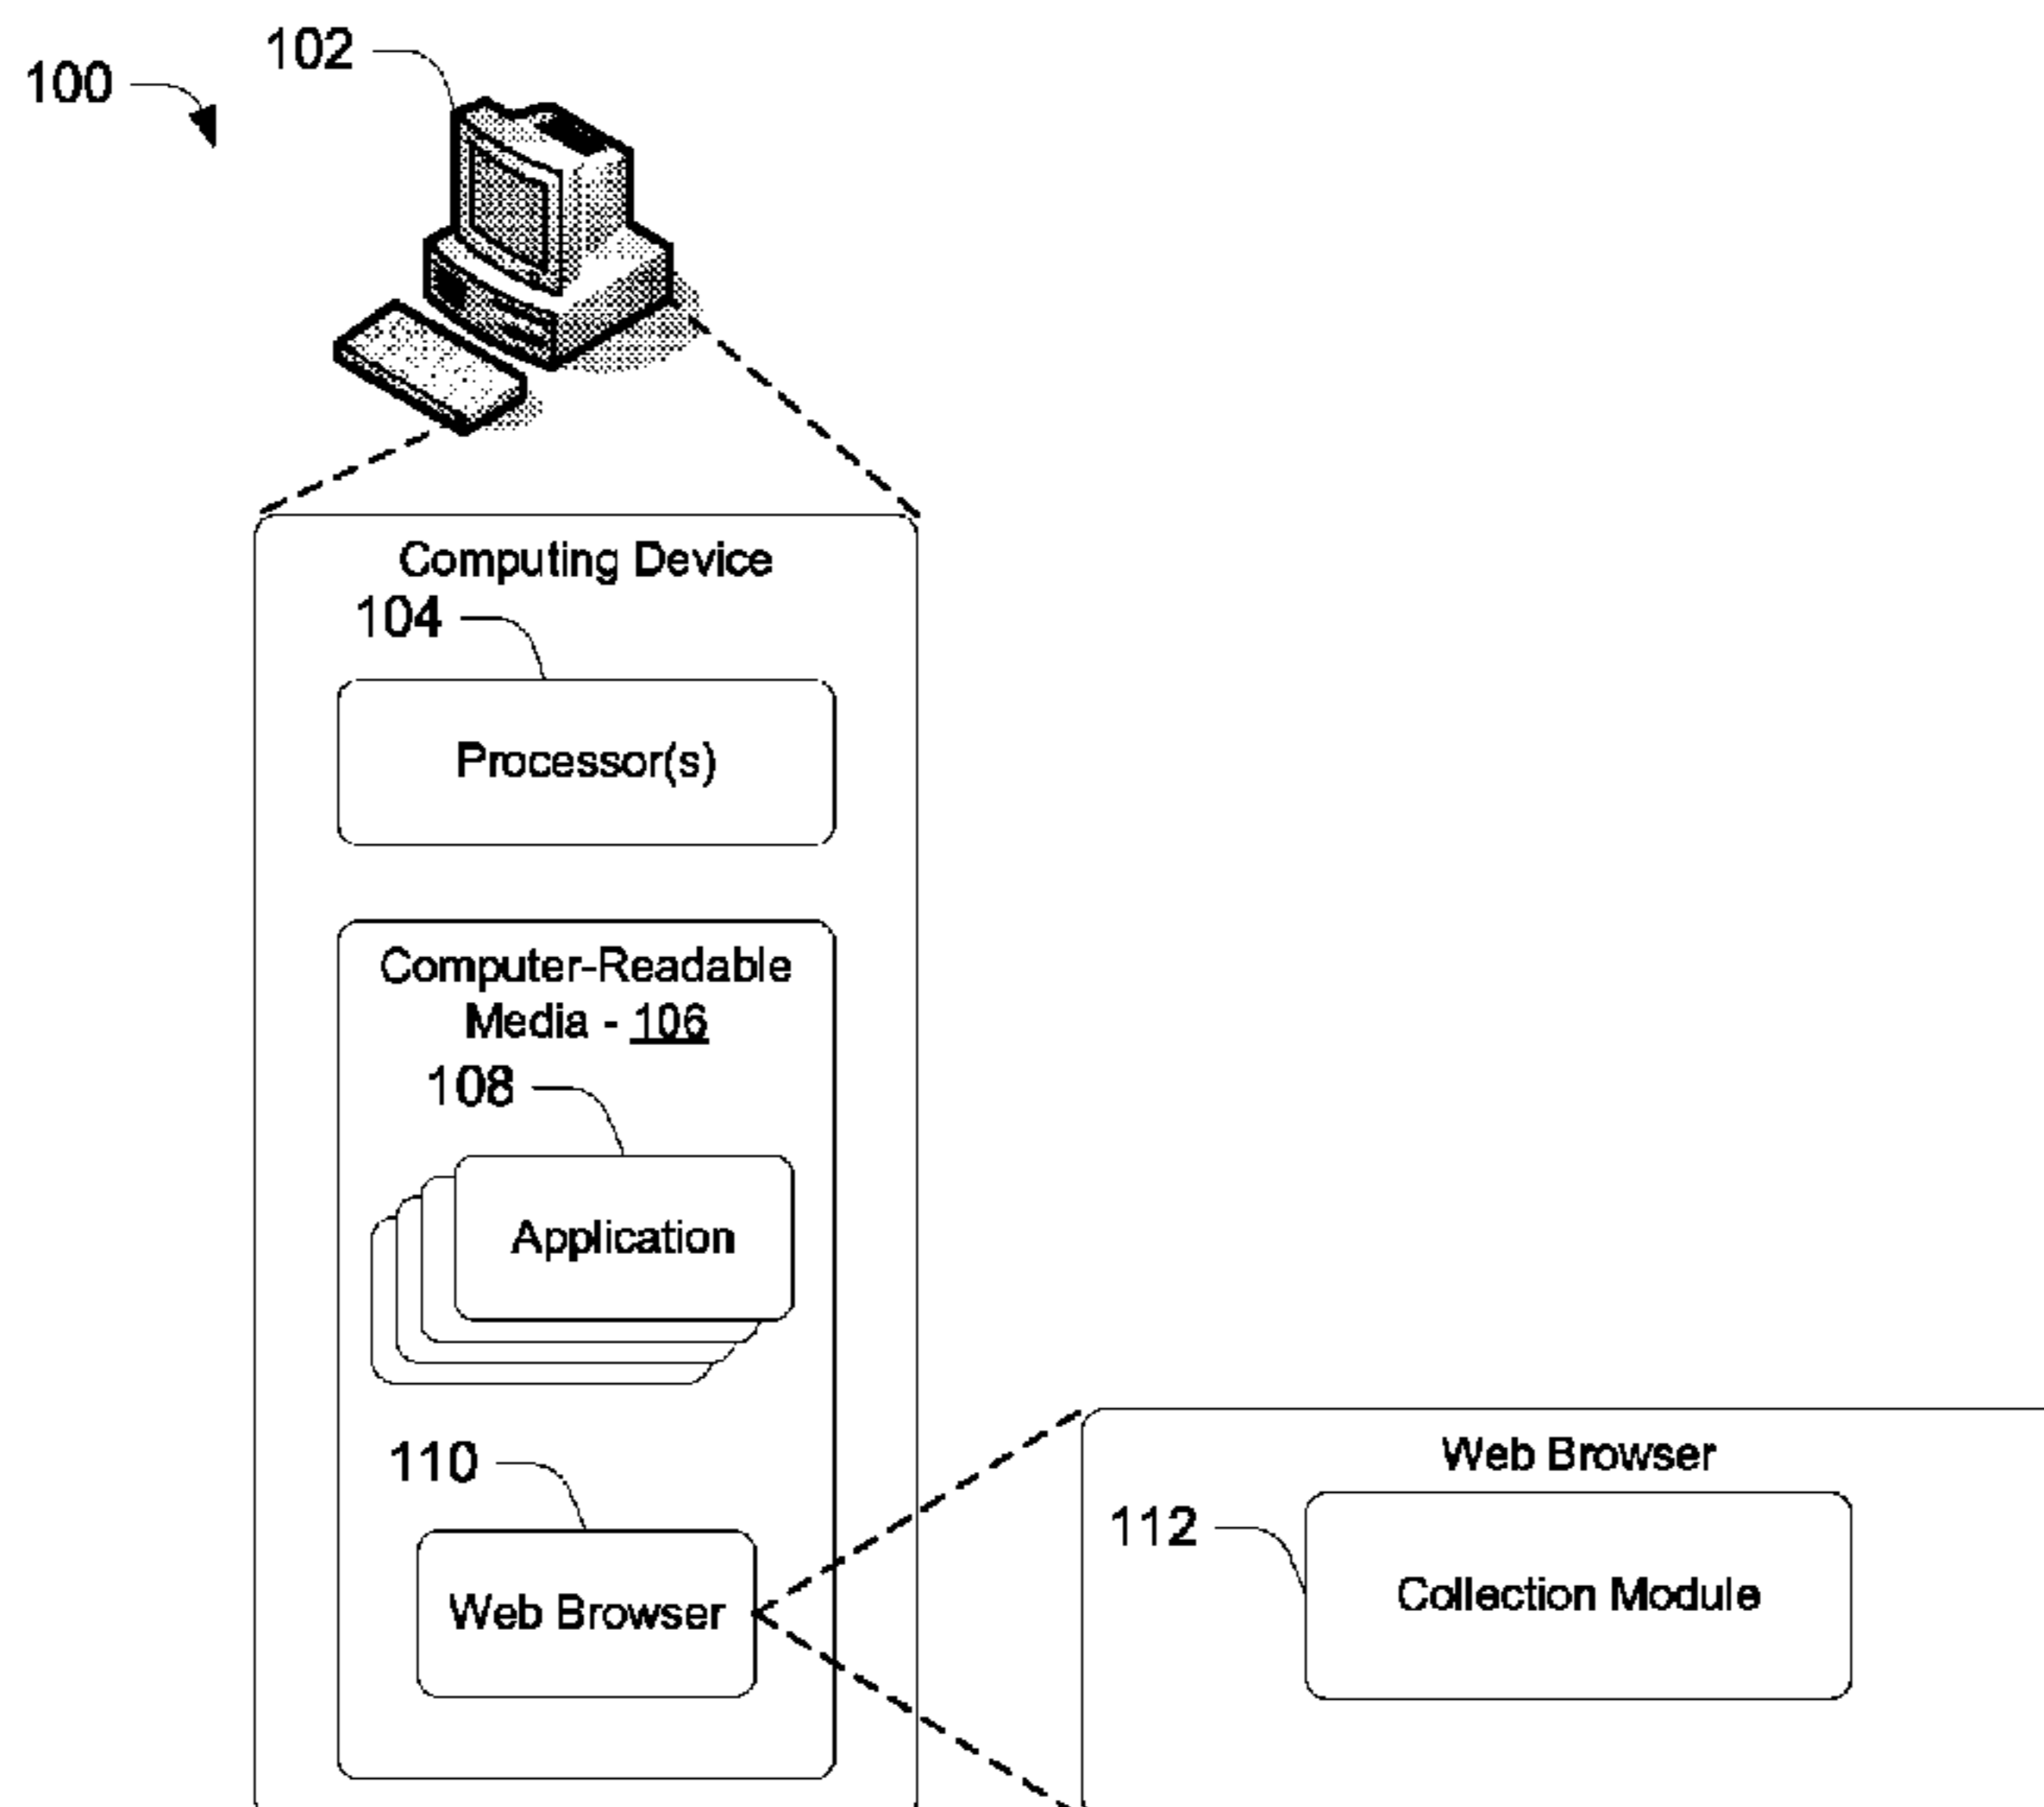 102
100
Computing Device
104
Processor(s)
Computer-Readable
Media - 106
108
Application
110
Web Browser
Web Browser
112
Collection Module